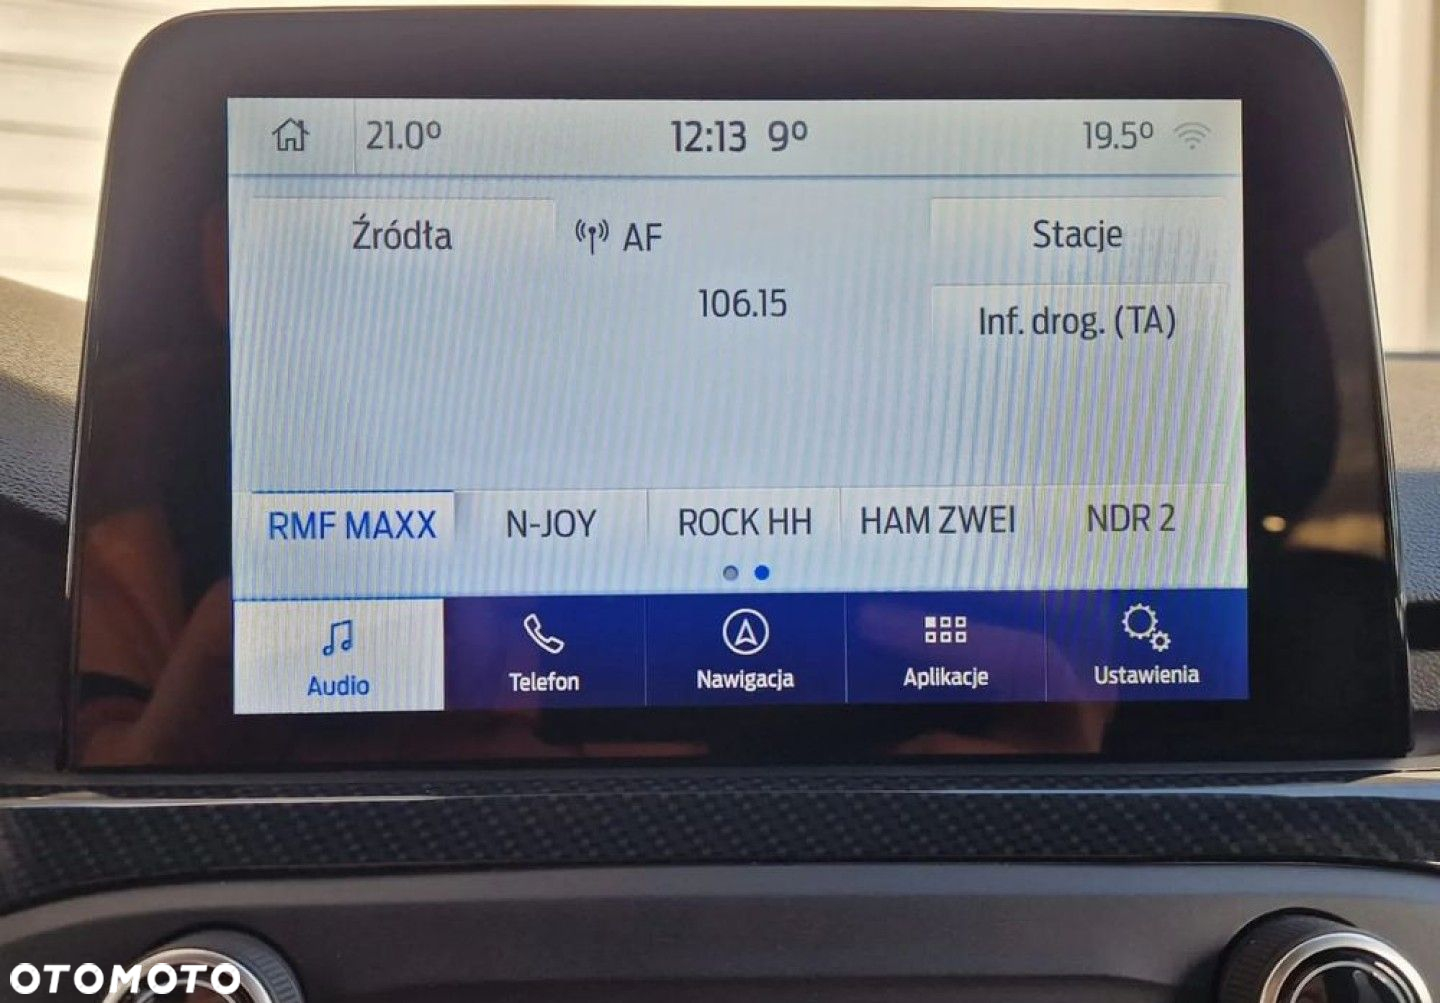 21.0° 12:13 9° 19.5°
Źródła AF Stacje
106.15
Inf. drog. (TA)
RMF MAXX N-JOY ROCK HH HAM ZWEI NDR 2
Audio Telefon Nawigacja Aplikacje Ustawienia
OTOMOTO